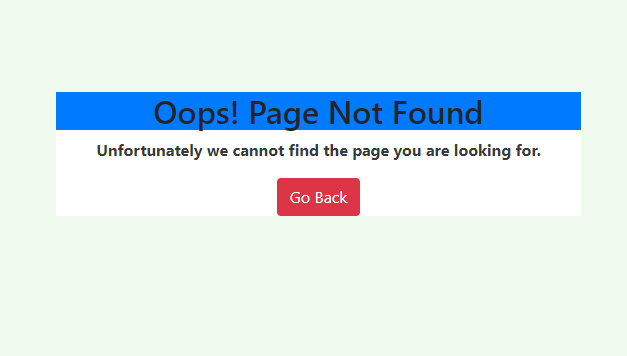 Oops! Page Not Found
Unfortunately we cannot find the page you are looking for.
Go Back